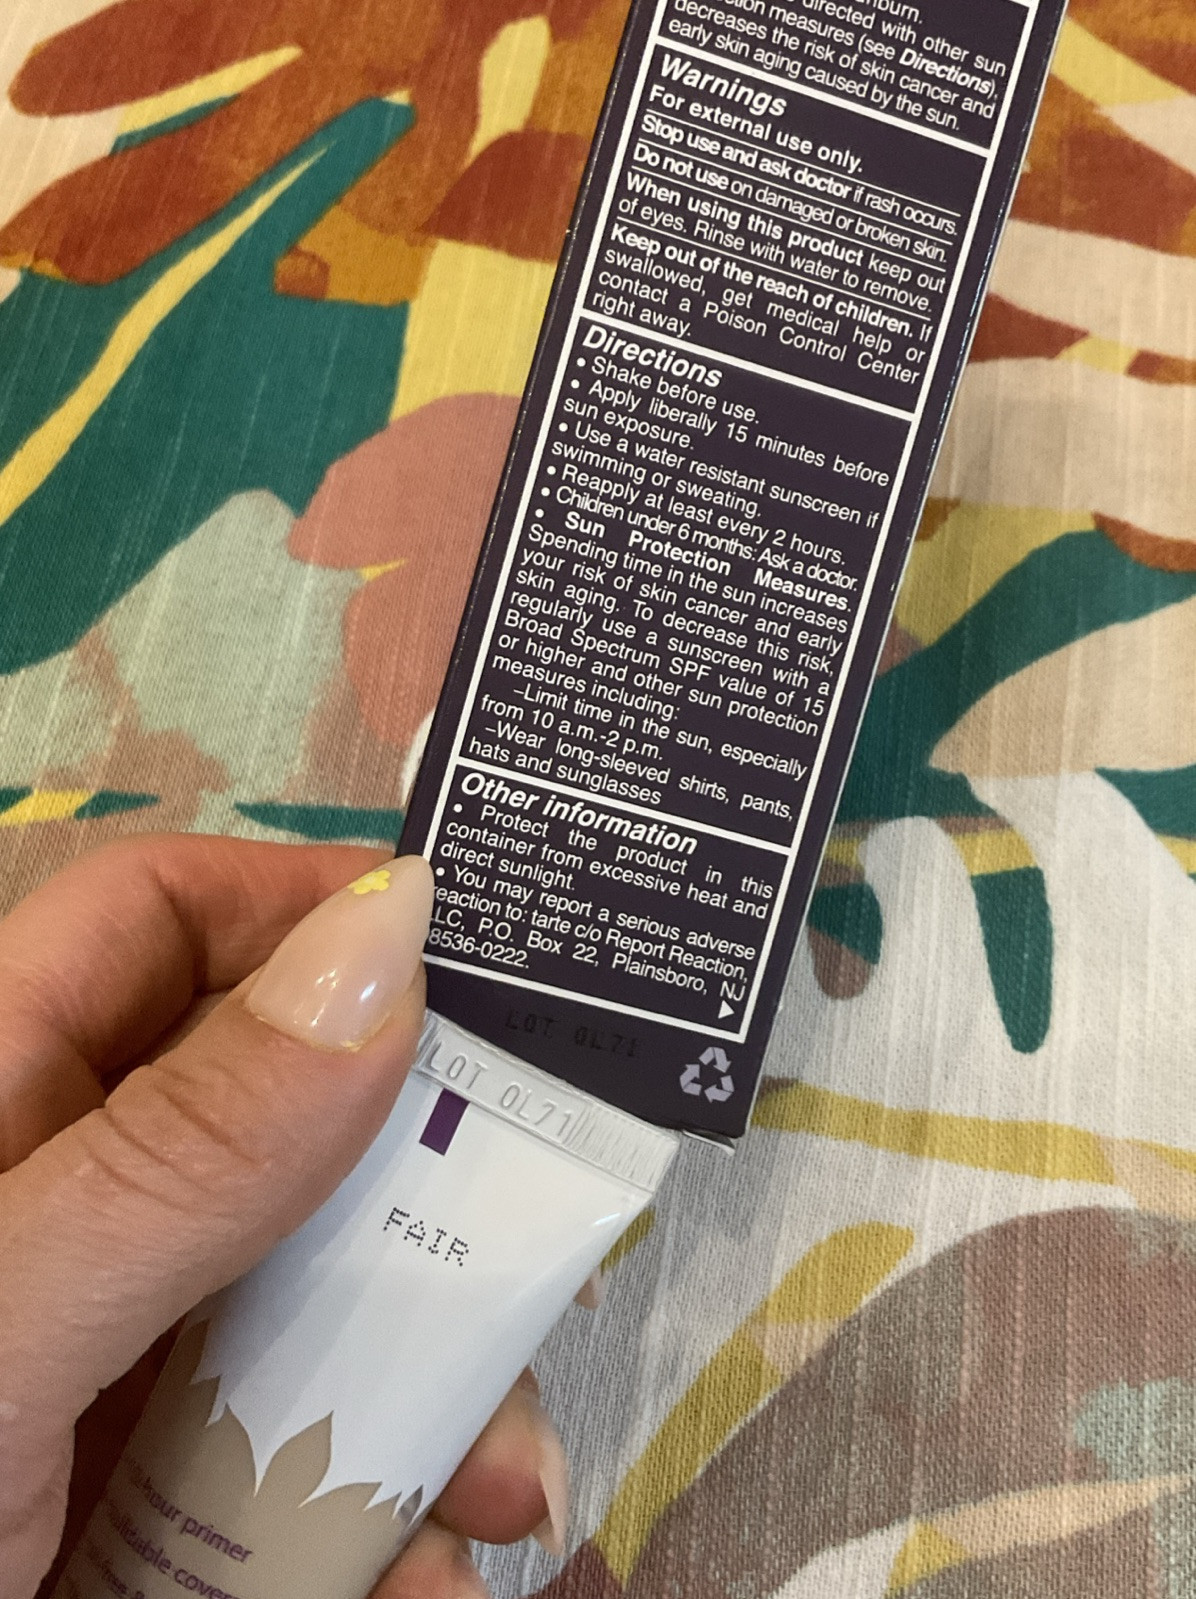 directed with other sun
measures (see Directions),
decreases the risk of skin cancer and
early skin aging caused by the sun.
Warnings
For external use only.
Stop use and ask doctor if rash occurs.
Do not use on damaged or broken skin.
When using this product keep out
of eyes. Rinse with water to remove.
Keep out of the reach of children. If
swallowed, get medical help or
contact a Poison Control Center
right away.
Directions
• Shake before use.
• Apply liberally 15 minutes before
sun exposure.
• Use a water resistant sunscreen if
swimming or sweating.
• Reapply at least every 2 hours.
• Children under 6 months: Ask a doctor.
• Sun Protection Measures.
Spending time in the sun increases
your risk of skin cancer and early
skin aging. To decrease this risk,
regularly use a sunscreen with a
Broad Spectrum SPF value of 15
or higher and other sun protection
measures including:
–Limit time in the sun, especially
from 10 a.m.-2 p.m.
–Wear long-sleeved shirts, pants,
hats and sunglasses
Other information
• Protect the product in this
container from excessive heat and
direct sunlight.
• You may report a serious adverse
reaction to: tarte c/o Report Reaction,
LLC, P.O. Box 22, Plainsboro, NJ
8536-0222.
LOT 0L71
LOT 0L71
FAIR
hour primer